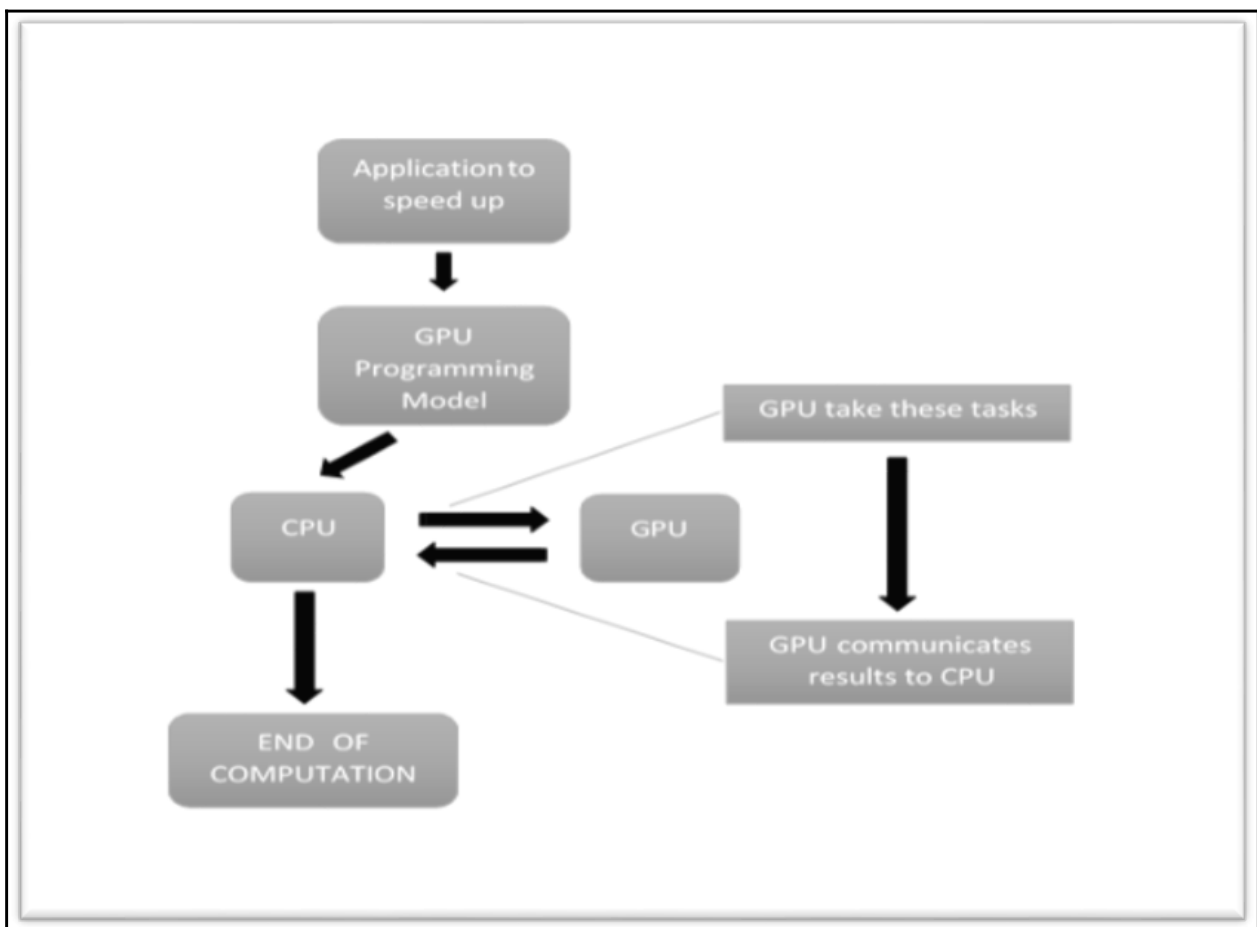 Application to
speed up
GPU
Programming
Model
GPU take these tasks
CPU
GPU
GPU communicates
results to CPU
END OF
COMPUTATION